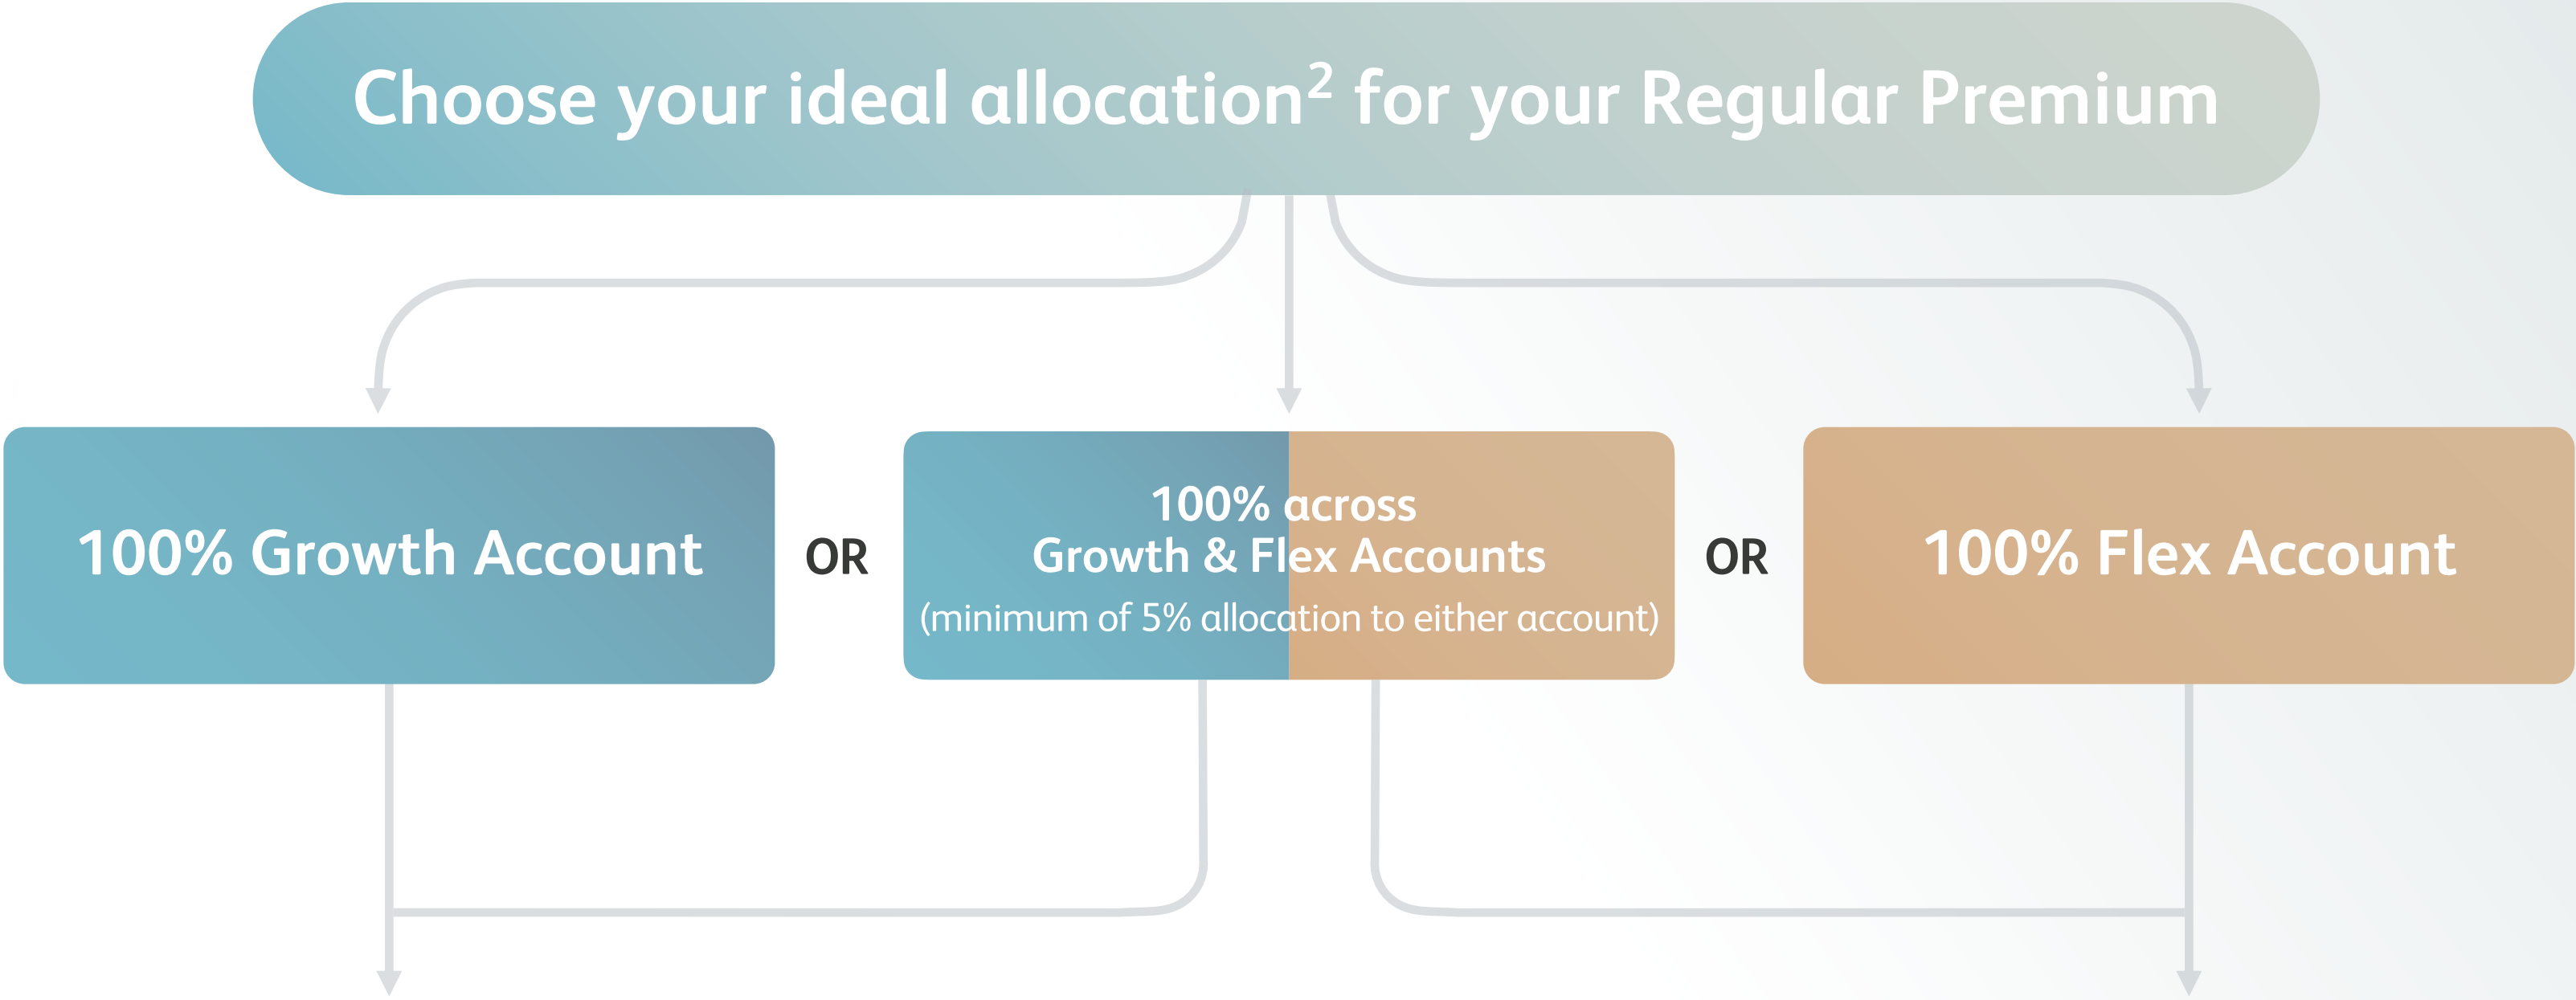 Choose your ideal allocation² for your Regular Premium
100% Growth Account
OR
100% across
Growth & Flex Accounts
(minimum of 5% allocation to either account)
OR
100% Flex Account